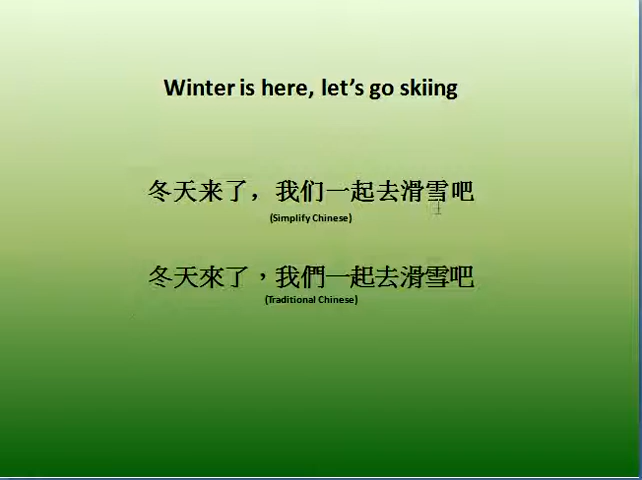 Winter is here, let's go skiing
冬天来了，我们一起去滑雪吧
(Simplify Chinese)
冬天來了，我們一起去滑雪吧
(Traditional Chinese)